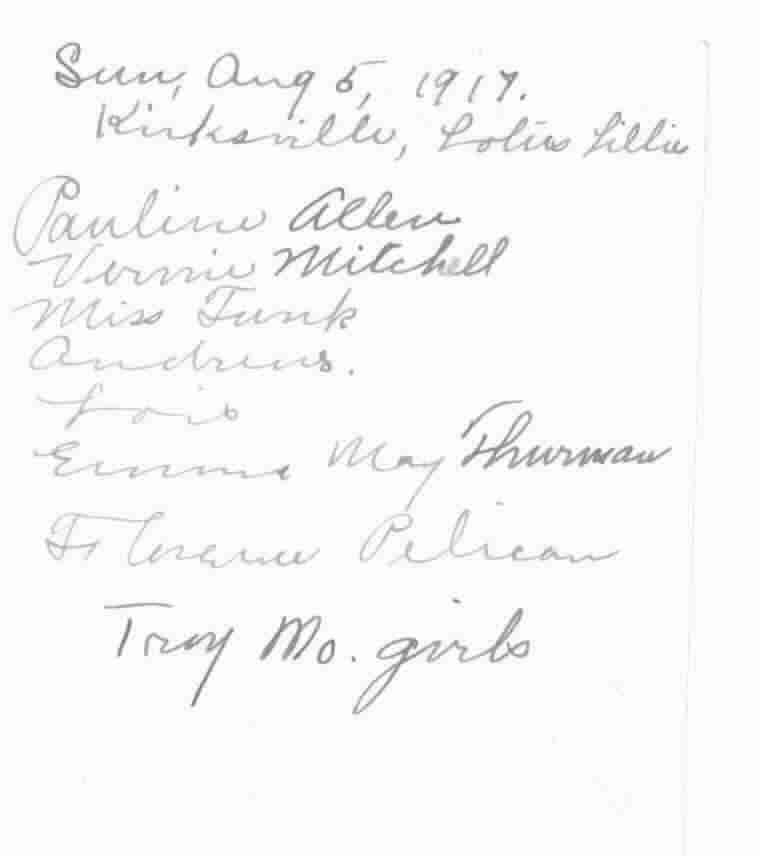 Sun, Aug 5, 1917.
Kirksville, Lotus Lillies
Pauline Allen
Vernie Mitchell
Miss Funk
Andrews.
Lois
Emma May Thurman
Florence Pelican
Troy Mo. girls